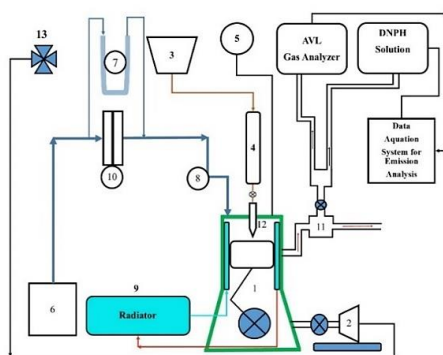 13
7
3
5
AVL
Gas Analyzer
DNPH
Solution
Data
Aquation
System for
Emission
Analysis
4
10
8
12
11
6
9
Radiator
1
2